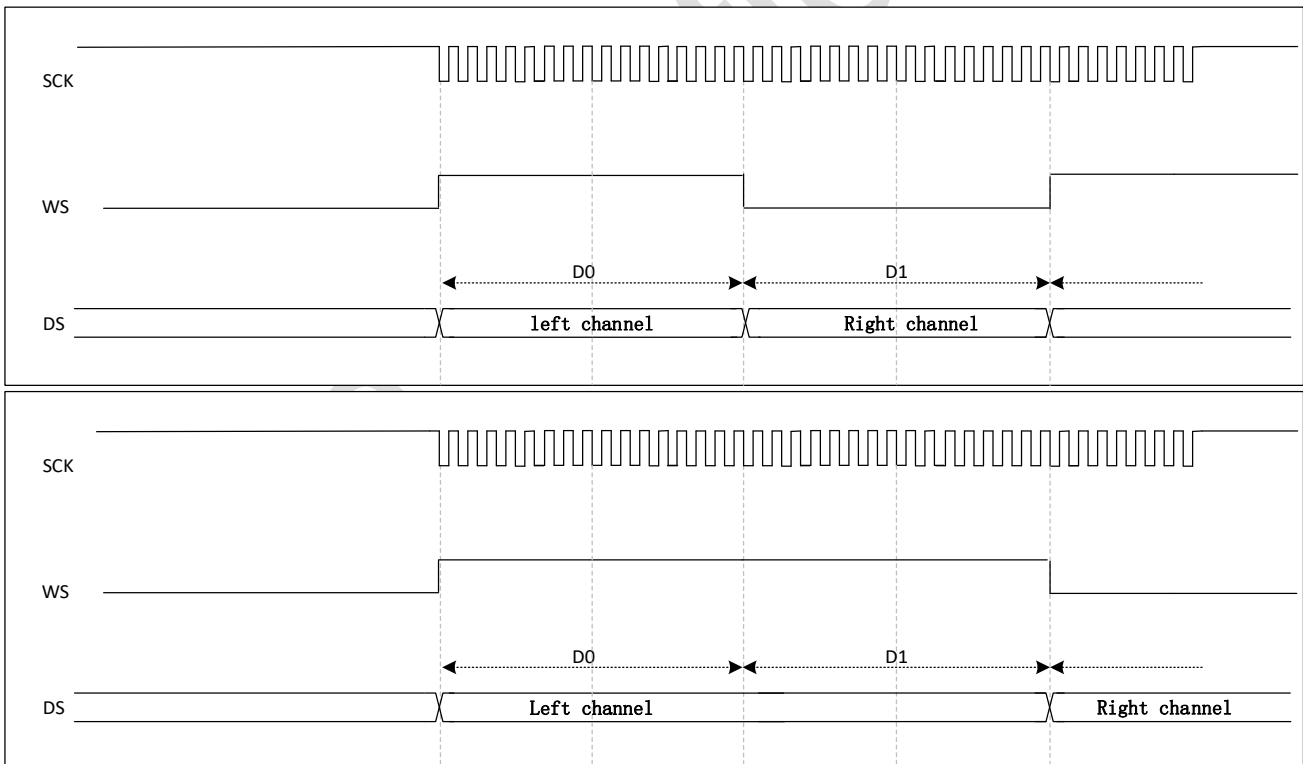 SCK
WS
D0 D1
DS left channel Right channel
SCK
WS
D0 D1
DS Left channel Right channel